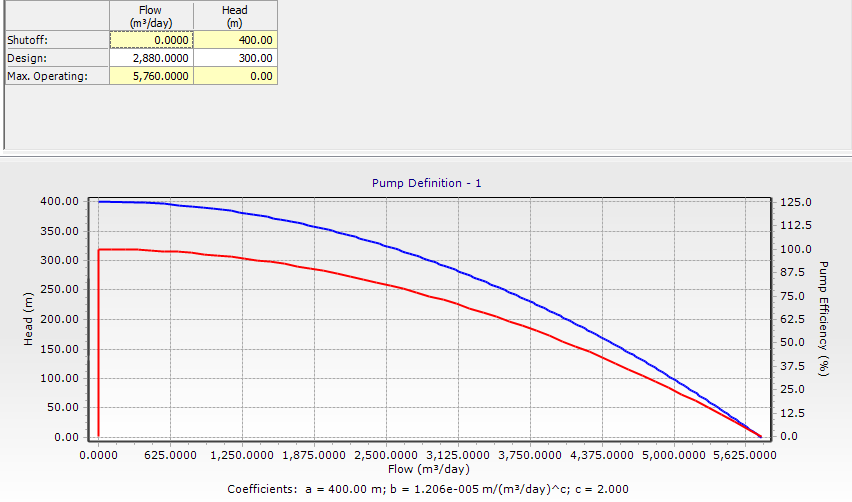 Flow Head
(m³/day) (m)
Shutoff: 0.0000 400.00
Design: 2,880.0000 300.00
Max. Operating: 5,760.0000 0.00
Pump Definition - 1
400.00
350.00
300.00
250.00
200.00
150.00
100.00
50.00
0.00
Head (m)
125.0
112.5
100.0
87.5
75.0
62.5
50.0
37.5
25.0
12.5
0.0
Pump Efficiency (%)
0.0000 625.0000 1,250.0000 1,875.0000 2,500.0000 3,125.0000 3,750.0000 4,375.0000 5,000.0000 5,625.0000
Flow (m³/day)
Coefficients: a = 400.00 m; b = 1.206e-005 m/(m³/day)^c; c = 2.000